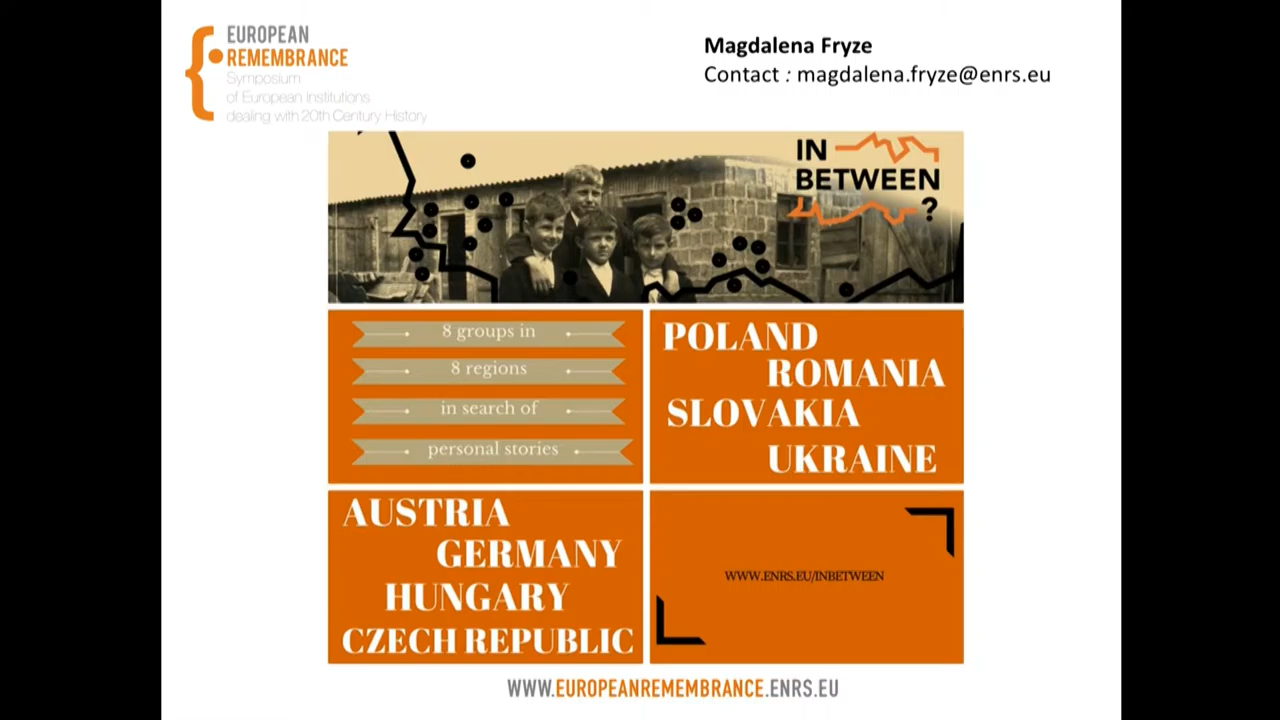 EUROPEAN
REMEMBRANCE
Symposium
of European Institutions
dealing with 20th Century History
Magdalena Fryze
Contact : magdalena.fryze@enrs.eu
IN
BETWEEN
?
8 groups in
8 regions
in search of
personal stories
POLAND
ROMANIA
SLOVAKIA
UKRAINE
AUSTRIA
GERMANY
HUNGARY
CZECH REPUBLIC
WWW.ENRS.EU/INBETWEEN
WWW.EUROPEANREMEMBRANCE.ENRS.EU